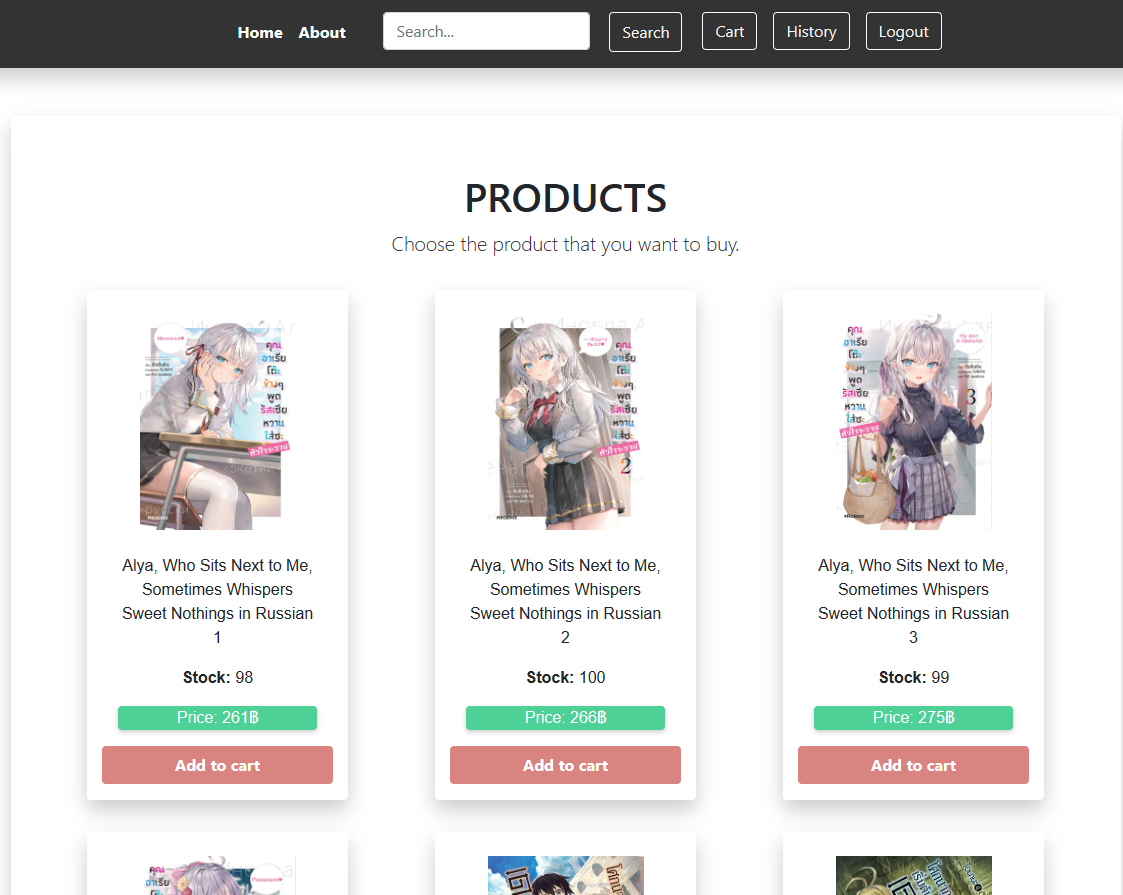 Home About Search... Search Cart History Logout
PRODUCTS
Choose the product that you want to buy.
คุณ
อาเรีย
โต๊ะ
ข้างๆ
พูด
รัสเซีย
หวาน
ใส่ซะ
หัวใจจะวาย
PHOENIX
Alya, Who Sits Next to Me,
Sometimes Whispers
Sweet Nothings in Russian
1
Stock: 98
Price: 261฿
Add to cart
คุณ
อาเรีย
โต๊ะ
ข้างๆ
พูด
รัสเซีย
หวาน
ใส่ซะ
หัวใจจะวาย
2
PHOENIX
Alya, Who Sits Next to Me,
Sometimes Whispers
Sweet Nothings in Russian
2
Stock: 100
Price: 266฿
Add to cart
คุณ
อาเรีย
โต๊ะ
ข้างๆ
พูด
รัสเซีย
หวาน
ใส่ซะ
หัวใจจะวาย
3
PHOENIX
Alya, Who Sits Next to Me,
Sometimes Whispers
Sweet Nothings in Russian
3
Stock: 99
Price: 275฿
Add to cart
คุณ
อาเรีย